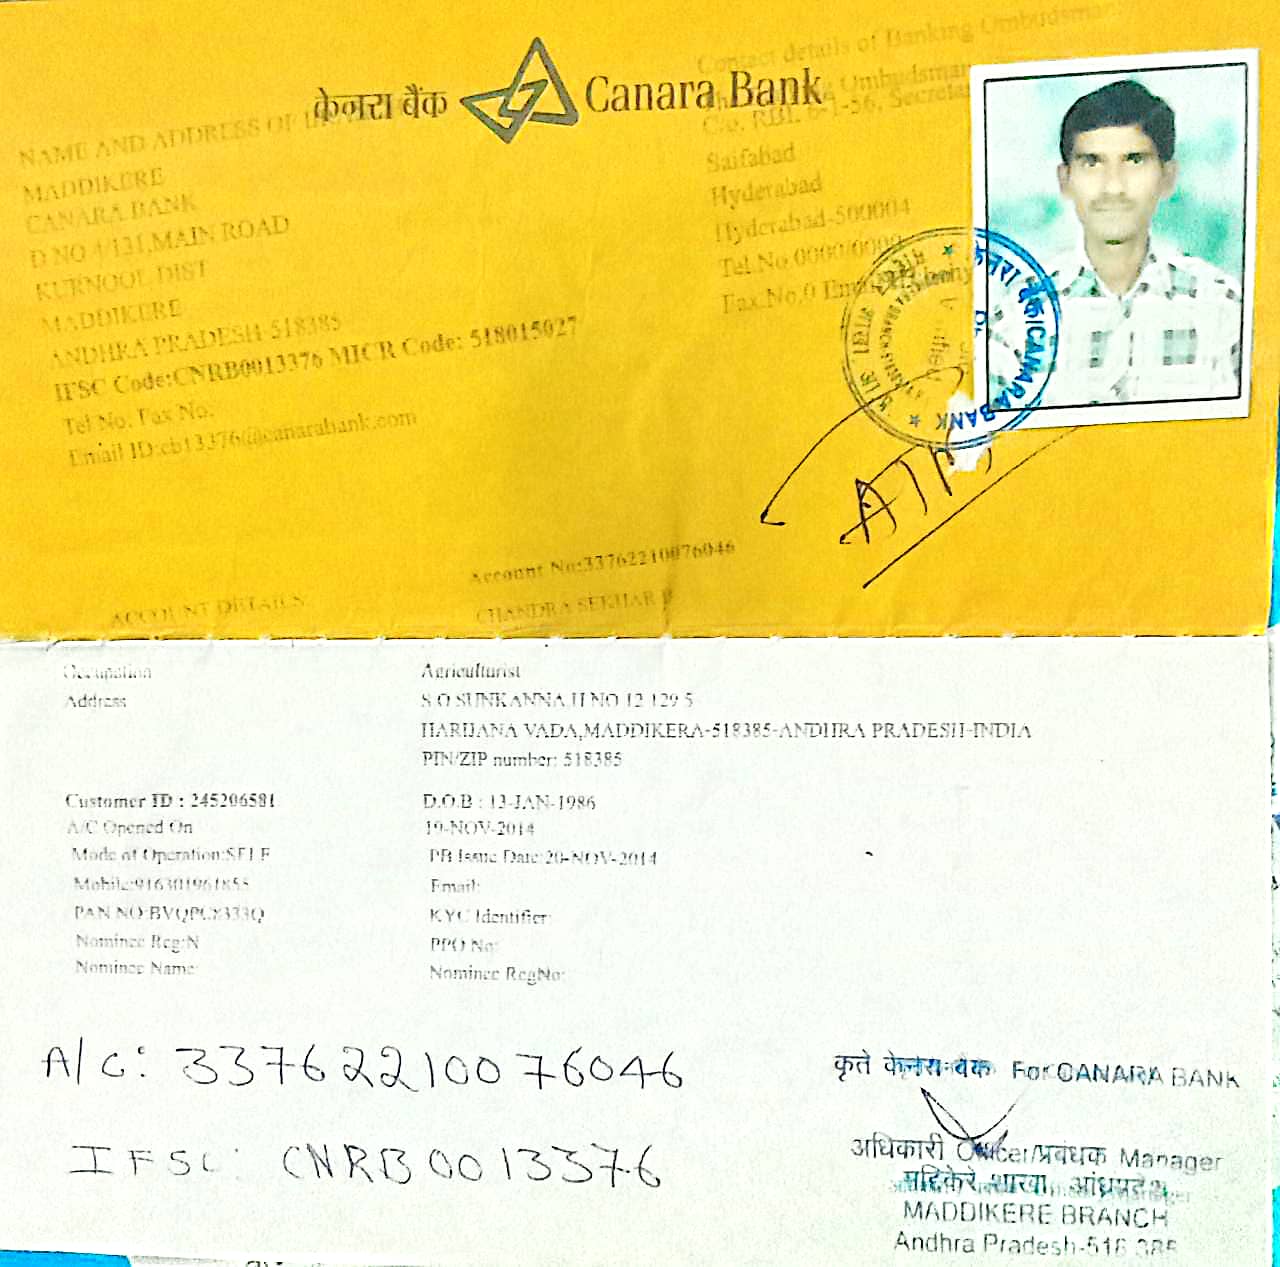 केनरा बैंक Canara Bank
NAME AND ADDRESS OF
MADDIKERE
CANARA BANK
D NO 4/131,MAIN ROAD
KURNOOL DIST
MADDIKERE
ANDHRA PRADESH-518385
IFSC Code:CNRB0013376 MICR Code: 518015027
Tel No. Fax No.
Email ID:cb13376@canarabank.com
Contact details of Banking Ombudsman
Ombudsman
C/o. RBI, 6-1-56,
Saifabad
Hyderabad
Hyderabad-500004
Tel.No.0000/0000
Fax.No.0
केनरा बैंक/CANARA BANK
ATM
Account No:33762210076046
ACCOUNT DETAILS
CHANDRA SEKHAR
Occupation Agriculturist
Address S O SUNKANNA,H NO 12 129 5
HARIJANA VADA,MADDIKERA-518385-ANDHRA PRADESH-INDIA
PIN/ZIP number: 518385
Customer ID : 245206581 D.O.B : 13-JAN-1986
A/C Opened On 19-NOV-2014
Mode of Operation:SELF PB Issue Date:20-NOV-2014
Mobile:916301961855 Email:
PAN NO:BVQPC8333Q KYC Identifier:
Nominee Reg:N PPO No:
Nominee Name: Nominee RegNo:
A/C: 33762210076046
IFSC: CNRB0013376
कृते केनरा बैंक For CANARA BANK
अधिकारी Officer/प्रबंधक Manager
मद्दिकेरे शाखा, आंध्रप्रदेश
MADDIKERE BRANCH
Andhra Pradesh-518 385